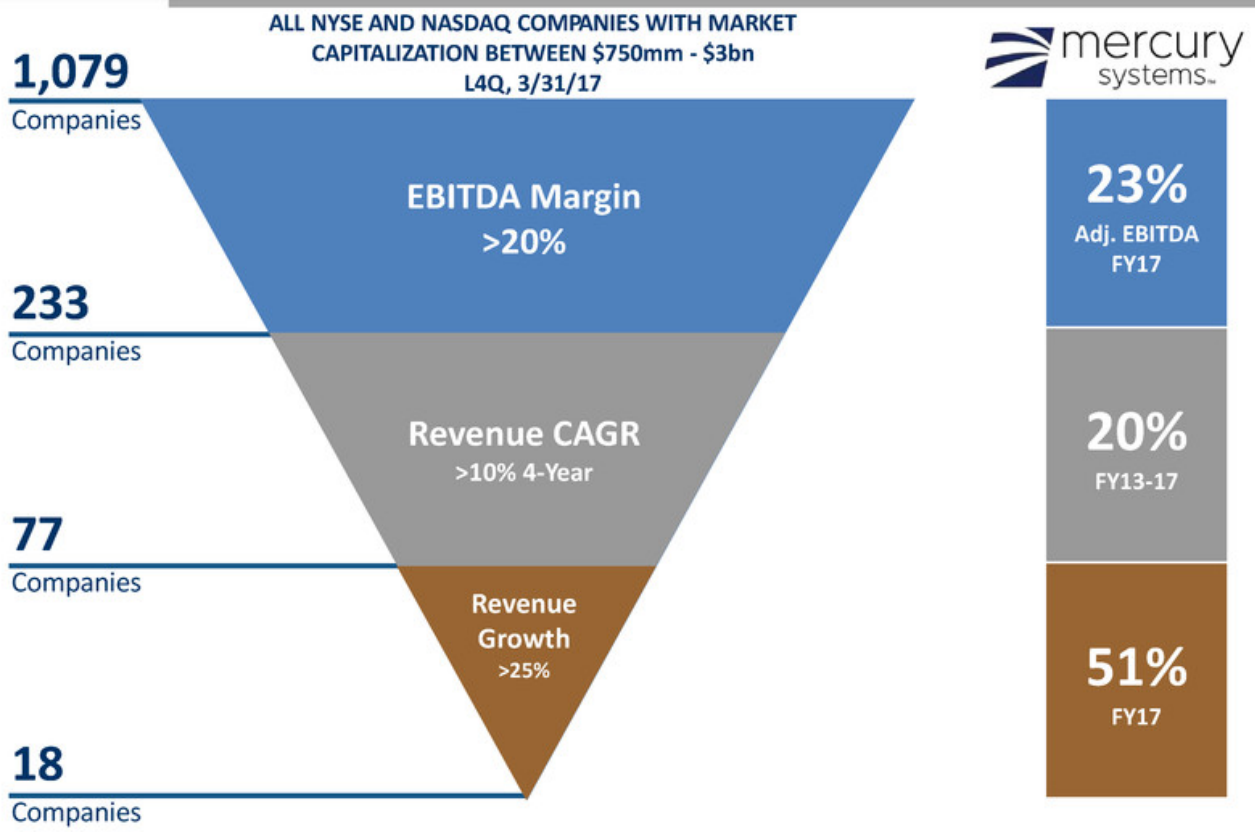 ALL NYSE AND NASDAQ COMPANIES WITH MARKET
CAPITALIZATION BETWEEN $750mm - $3bn
L4Q, 3/31/17
mercury
systems™
1,079
Companies
EBITDA Margin
>20%
23%
Adj. EBITDA
FY17
233
Companies
Revenue CAGR
>10% 4-Year
20%
FY13-17
77
Companies
Revenue
Growth
>25%
51%
FY17
18
Companies